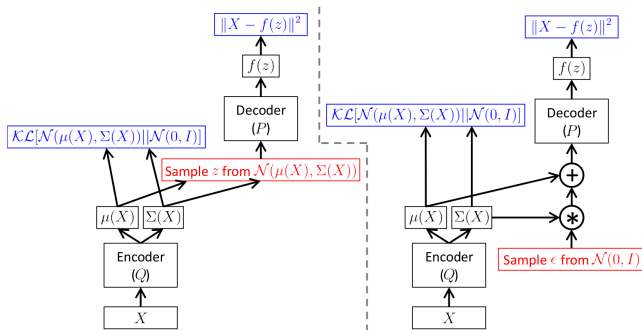 ‖X − f(z)‖²
f(z)
Decoder
(P)
𝒦ℒ[𝒩(μ(X), Σ(X))||𝒩(0, I)]
Sample z from 𝒩(μ(X), Σ(X))
μ(X)
Σ(X)
Encoder
(Q)
X
‖X − f(z)‖²
f(z)
Decoder
(P)
𝒦ℒ[𝒩(μ(X), Σ(X))||𝒩(0, I)]
+
μ(X)
Σ(X)
*
Sample ϵ from 𝒩(0, I)
Encoder
(Q)
X